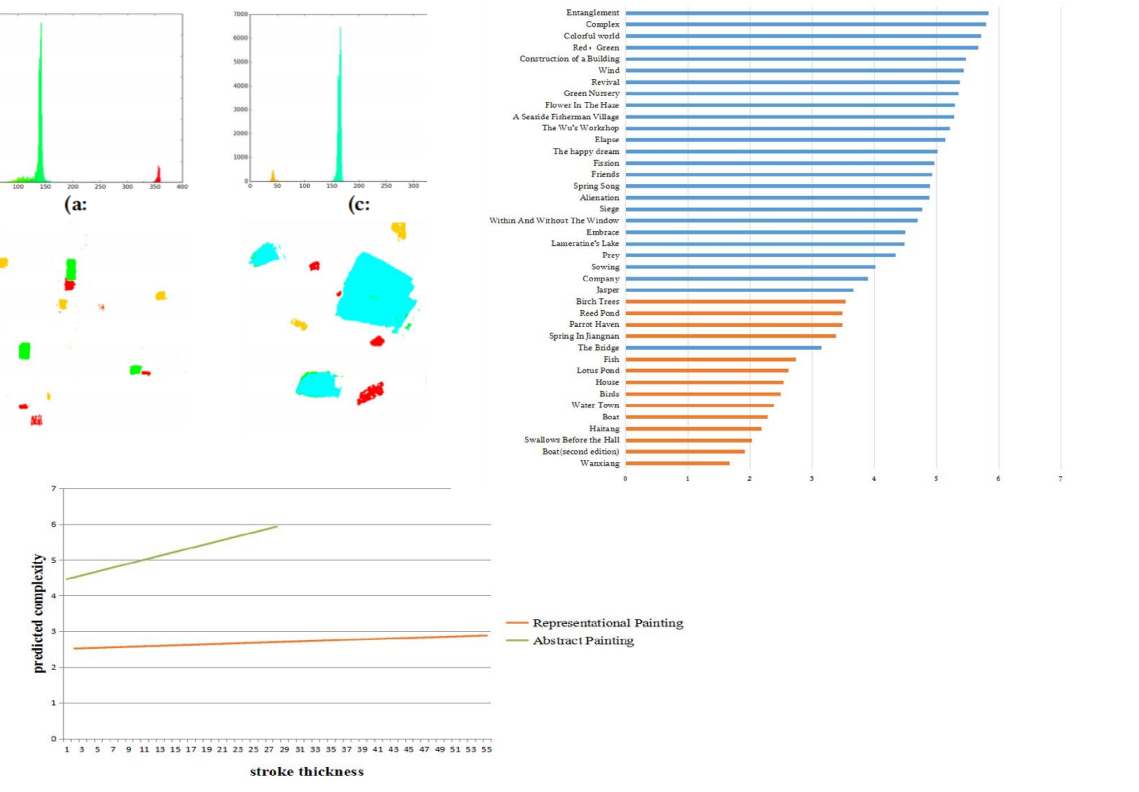 7000
6000
5000
4000
3000
2000
1000
0
100 150 200 250 300 350 400
0 50 100 150 200 250 300
(a:
(c:
Entanglement
Complex
Colorful world
Red、Green
Construction of a Building
Wind
Revival
Green Nursery
Flower In The Haze
A Seaside Fisherman Village
The Wu's Workshop
Elapse
The happy dream
Fission
Friends
Spring Song
Alienation
Siege
Within And Without The Window
Embrace
Lameratine's Lake
Prey
Sowing
Company
Jasper
Birch Trees
Reed Pond
Parrot Haven
Spring In Jiangnan
The Bridge
Fish
Lotus Pond
House
Birds
Water Town
Boat
Haitang
Swallows Before the Hall
Boat(second edition)
Wanxiang
0 1 2 3 4 5 6 7
7
6
5
4
3
2
1
0
predicted complexity
1 3 5 7 9 11 13 15 17 19 21 23 25 27 29 31 33 35 37 39 41 43 45 47 49 51 53 55
stroke thickness
Representational Painting
Abstract Painting